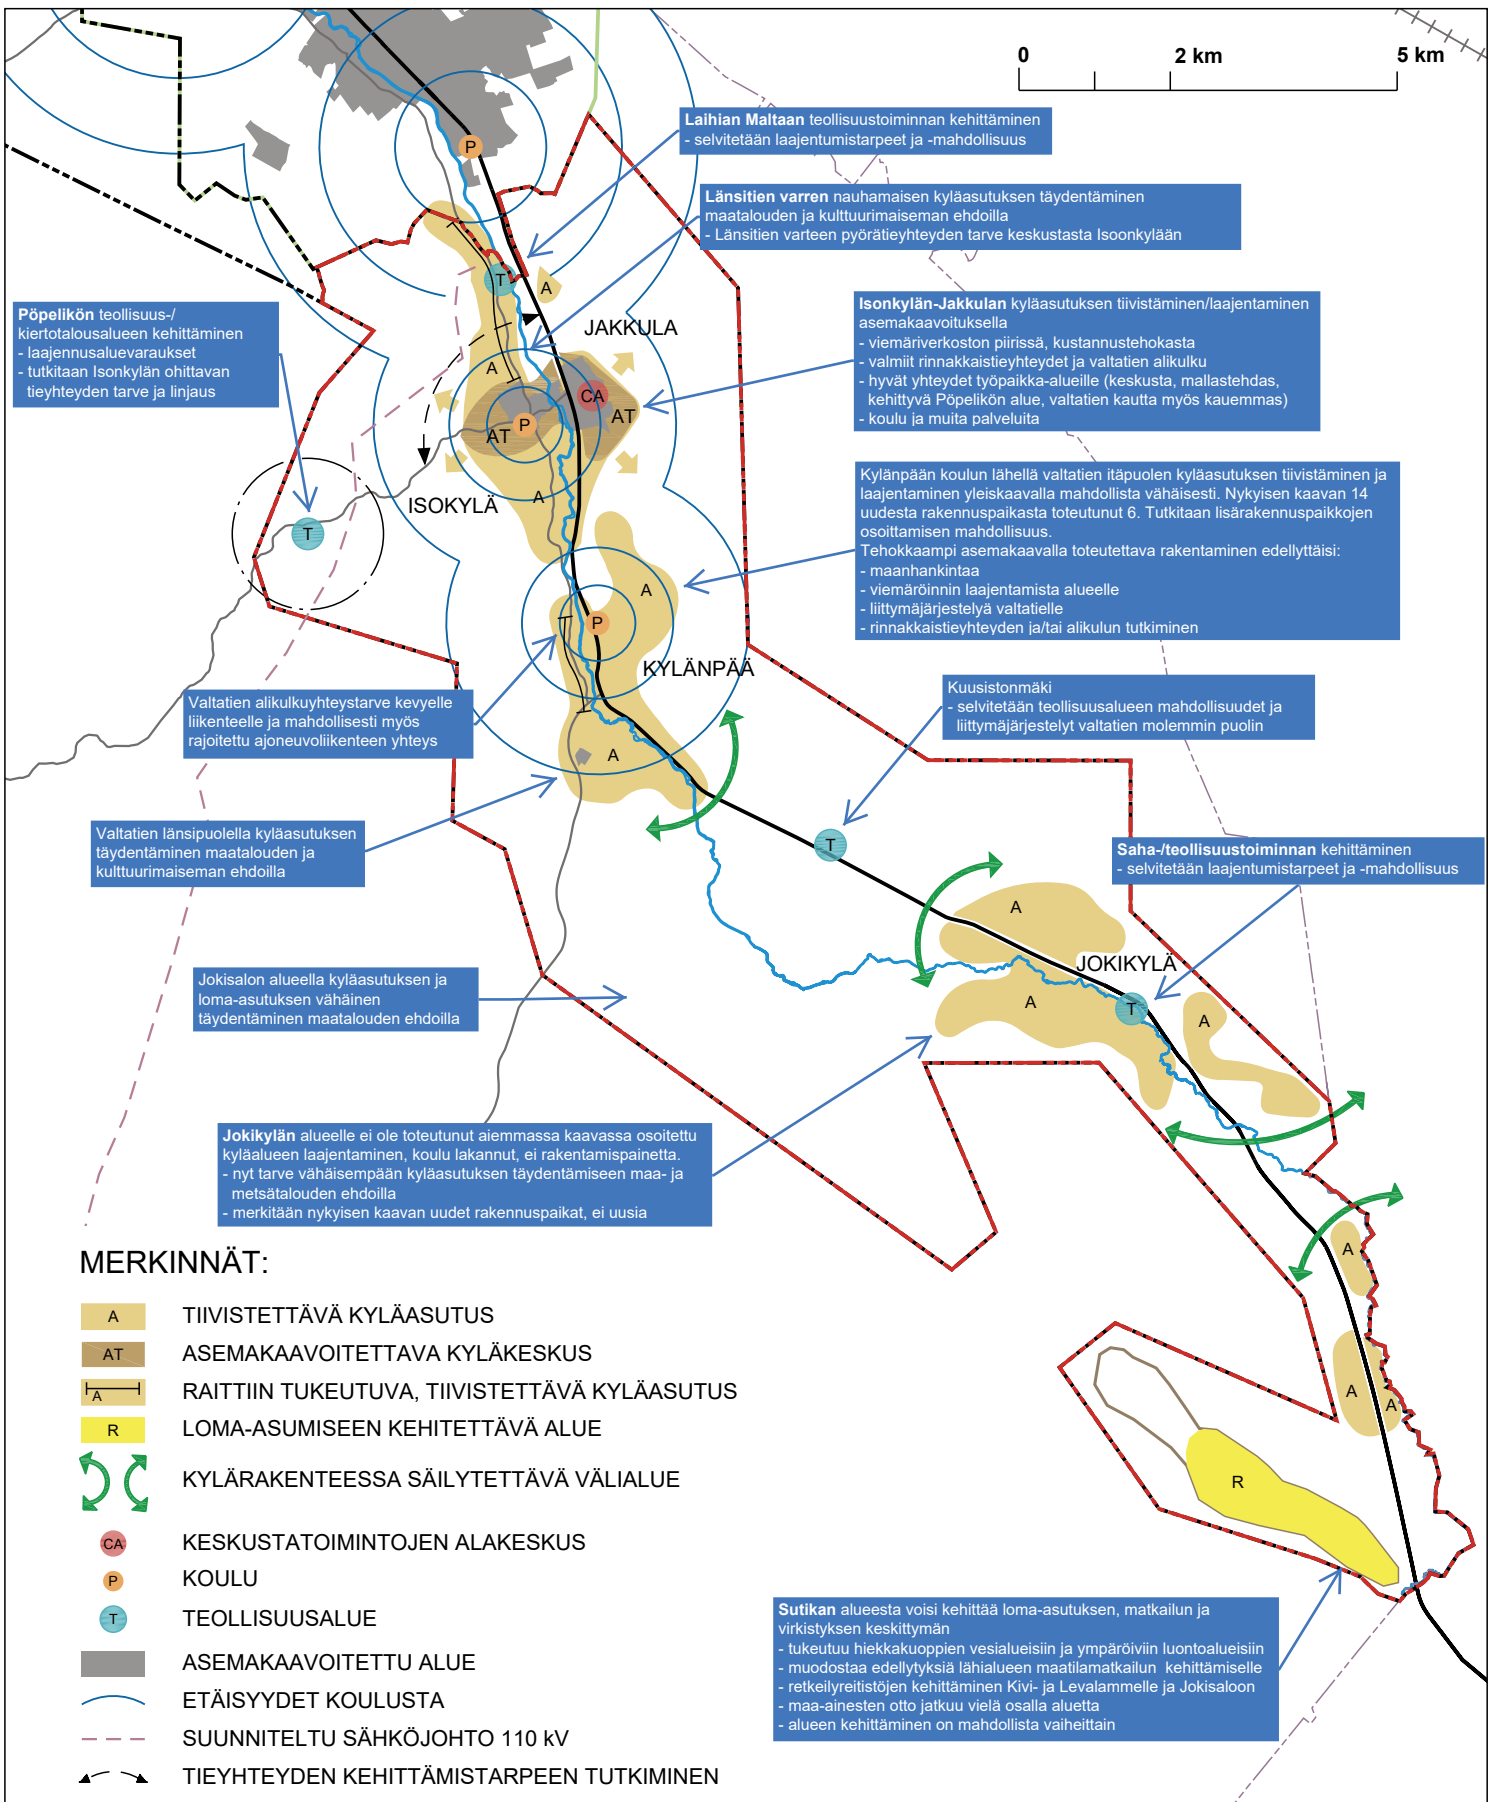 0 2 km 5 km
Laihian Maltaan teollisuustoiminnan kehittäminen
- selvitetään laajentumistarpeet ja -mahdollisuus
P
Länsitien varren nauhamaisen kyläasutuksen täydentäminen
maatalouden ja kulttuurimaiseman ehdoilla
- Länsitien varteen pyörätieyhteyden tarve keskustasta Isoonkylään
T
A
Pöpelikön teollisuus-/
kiertotalousalueen kehittäminen
- laajennusaluevaraukset
- tutkitaan Isonkylän ohittavan
tieyhteyden tarve ja linjaus
Isonkylän-Jakkulan kyläasutuksen tiivistäminen/laajentaminen
asemakaavoituksella
- viemäriverkoston piirissä, kustannustehokasta
- valmiit rinnakkaistieyhteydet ja valtatien alikulku
- hyvät yhteydet työpaikka-alueille (keskusta, mallastehdas,
kehittyvä Pöpelikön alue, valtatien kautta myös kauemmas)
- koulu ja muita palveluita
JAKKULA
A
CA
AT
P
AT
A
ISOKYLÄ
T
Kylänpään koulun lähellä valtatien itäpuolen kyläasutuksen tiivistäminen ja
laajentaminen yleiskaavalla mahdollista vähäisesti. Nykyisen kaavan 14
uudesta rakennuspaikasta toteutunut 6. Tutkitaan lisärakennuspaikkojen
osoittamisen mahdollisuus.
Tehokkaampi asemakaavalla toteutettava rakentaminen edellyttäisi:
- maanhankintaa
- viemäröinnin laajentamista alueelle
- liittymäjärjestelyä valtatielle
- rinnakkaistieyhteyden ja/tai alikulun tutkiminen
A
P
KYLÄNPÄÄ
Valtatien alikulkuyhteystarve kevyelle
liikenteelle ja mahdollisesti myös
rajoitettu ajoneuvoliikenteen yhteys
Kuusistonmäki
- selvitetään teollisuusalueen mahdollisuudet ja
liittymäjärjestelyt valtatien molemmin puolin
A
Valtatien länsipuolella kyläasutuksen
täydentäminen maatalouden ja
kulttuurimaiseman ehdoilla
T
Saha-/teollisuustoiminnan kehittäminen
- selvitetään laajentumistarpeet ja -mahdollisuus
A
JOKIKYLÄ
A
T
A
Jokisalon alueella kyläasutuksen ja
loma-asutuksen vähäinen
täydentäminen maatalouden ehdoilla
Jokikylän alueelle ei ole toteutunut aiemmassa kaavassa osoitettu
kyläalueen laajentaminen, koulu lakannut, ei rakentamispainetta.
- nyt tarve vähäisempään kyläasutuksen täydentämiseen maa- ja
metsätalouden ehdoilla
- merkitään nykyisen kaavan uudet rakennuspaikat, ei uusia
A
A
A
R
MERKINNÄT:
A TIIVISTETTÄVÄ KYLÄASUTUS
AT ASEMAKAAVOITETTAVA KYLÄKESKUS
A RAITTIIN TUKEUTUVA, TIIVISTETTÄVÄ KYLÄASUTUS
R LOMA-ASUMISEEN KEHITETTÄVÄ ALUE
KYLÄRAKENTEESSA SÄILYTETTÄVÄ VÄLIALUE
CA KESKUSTATOIMINTOJEN ALAKESKUS
P KOULU
T TEOLLISUUSALUE
ASEMAKAAVOITETTU ALUE
ETÄISYYDET KOULUSTA
SUUNNITELTU SÄHKÖJOHTO 110 kV
TIEYHTEYDEN KEHITTÄMISTARPEEN TUTKIMINEN
Sutikan alueesta voisi kehittää loma-asutuksen, matkailun ja
virkistyksen keskittymän
- tukeutuu hiekkakuoppien vesialueisiin ja ympäröiviin luontoalueisiin
- muodostaa edellytyksiä lähialueen maatilamatkailun kehittämiselle
- retkeilyreitistöjen kehittäminen Kivi- ja Levalammelle ja Jokisaloon
- maa-ainesten otto jatkuu vielä osalla aluetta
- alueen kehittäminen on mahdollista vaiheittain